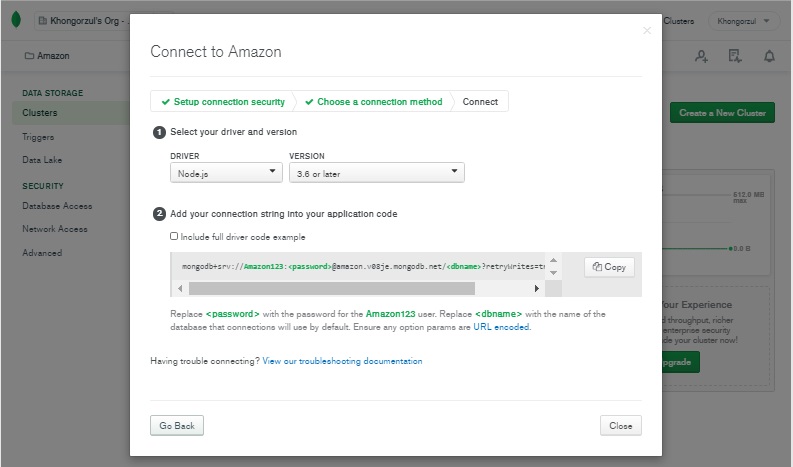 Khongorzul's Org -
Clusters
Khongorzul
Amazon
DATA STORAGE
Clusters
Triggers
Data Lake
SECURITY
Database Access
Network Access
Advanced
Create a New Cluster
512.0 MB
max
0.0 B
Your Experience
d throughput, richer
enterprise security
de your cluster now!
pgrade
×
Connect to Amazon
✔ Setup connection security
✔ Choose a connection method
Connect
1 Select your driver and version
DRIVER
VERSION
Node.js
3.6 or later
2 Add your connection string into your application code
Include full driver code example
mongodb+srv://Amazon123:<password>@amazon.v08je.mongodb.net/<dbname>?retryWrites=tr
Copy
Replace <password> with the password for the Amazon123 user. Replace <dbname> with the name of the
database that connections will use by default. Ensure any option params are URL encoded.
Having trouble connecting? View our troubleshooting documentation
Go Back
Close